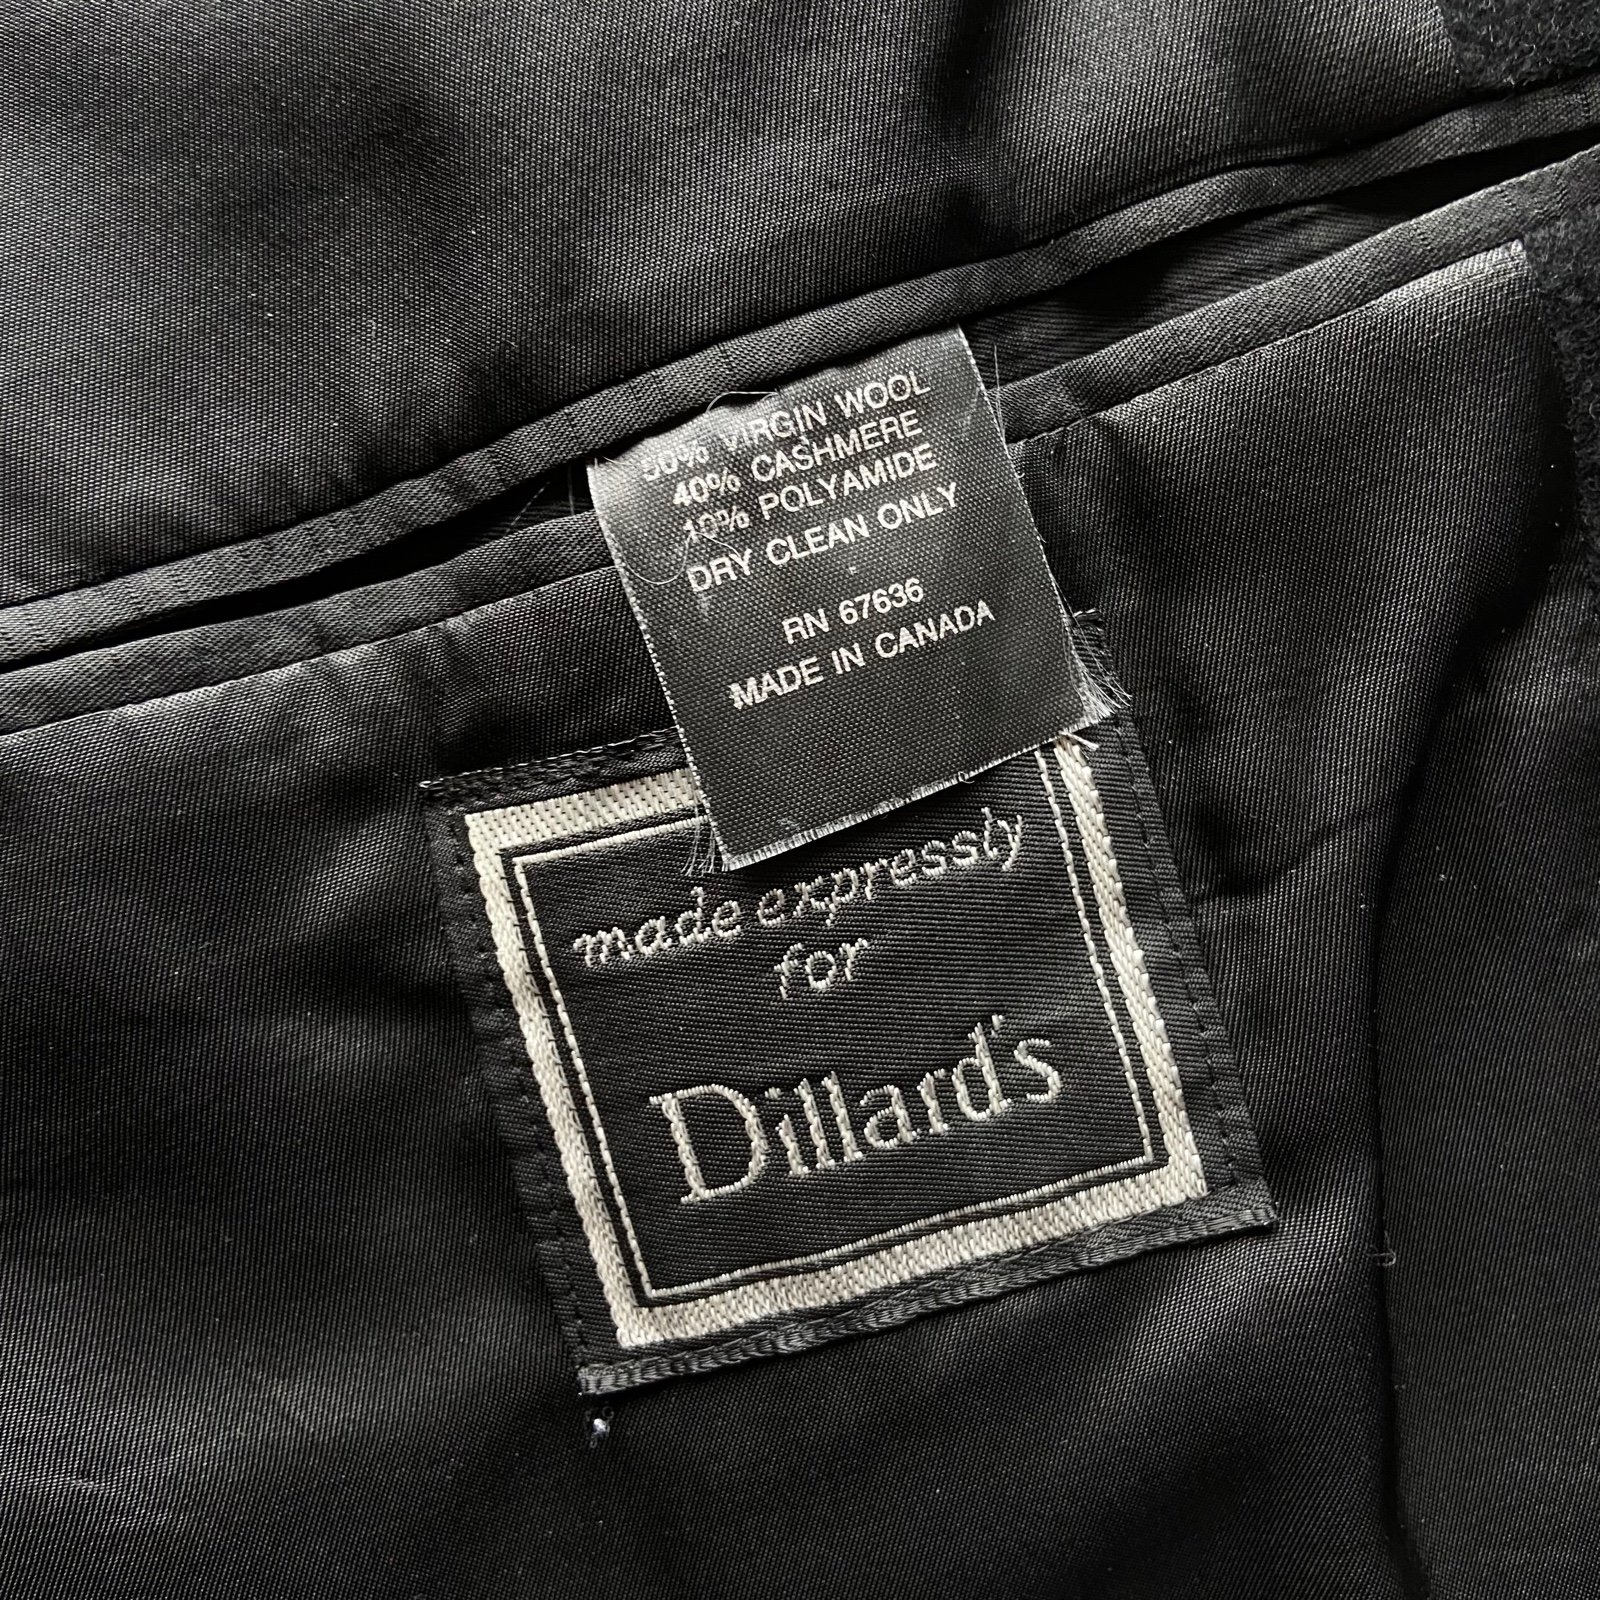 50% VIRGIN WOOL
40% CASHMERE
10% POLYAMIDE
DRY CLEAN ONLY
RN 67636
MADE IN CANADA
made expressly
for
Dillard's